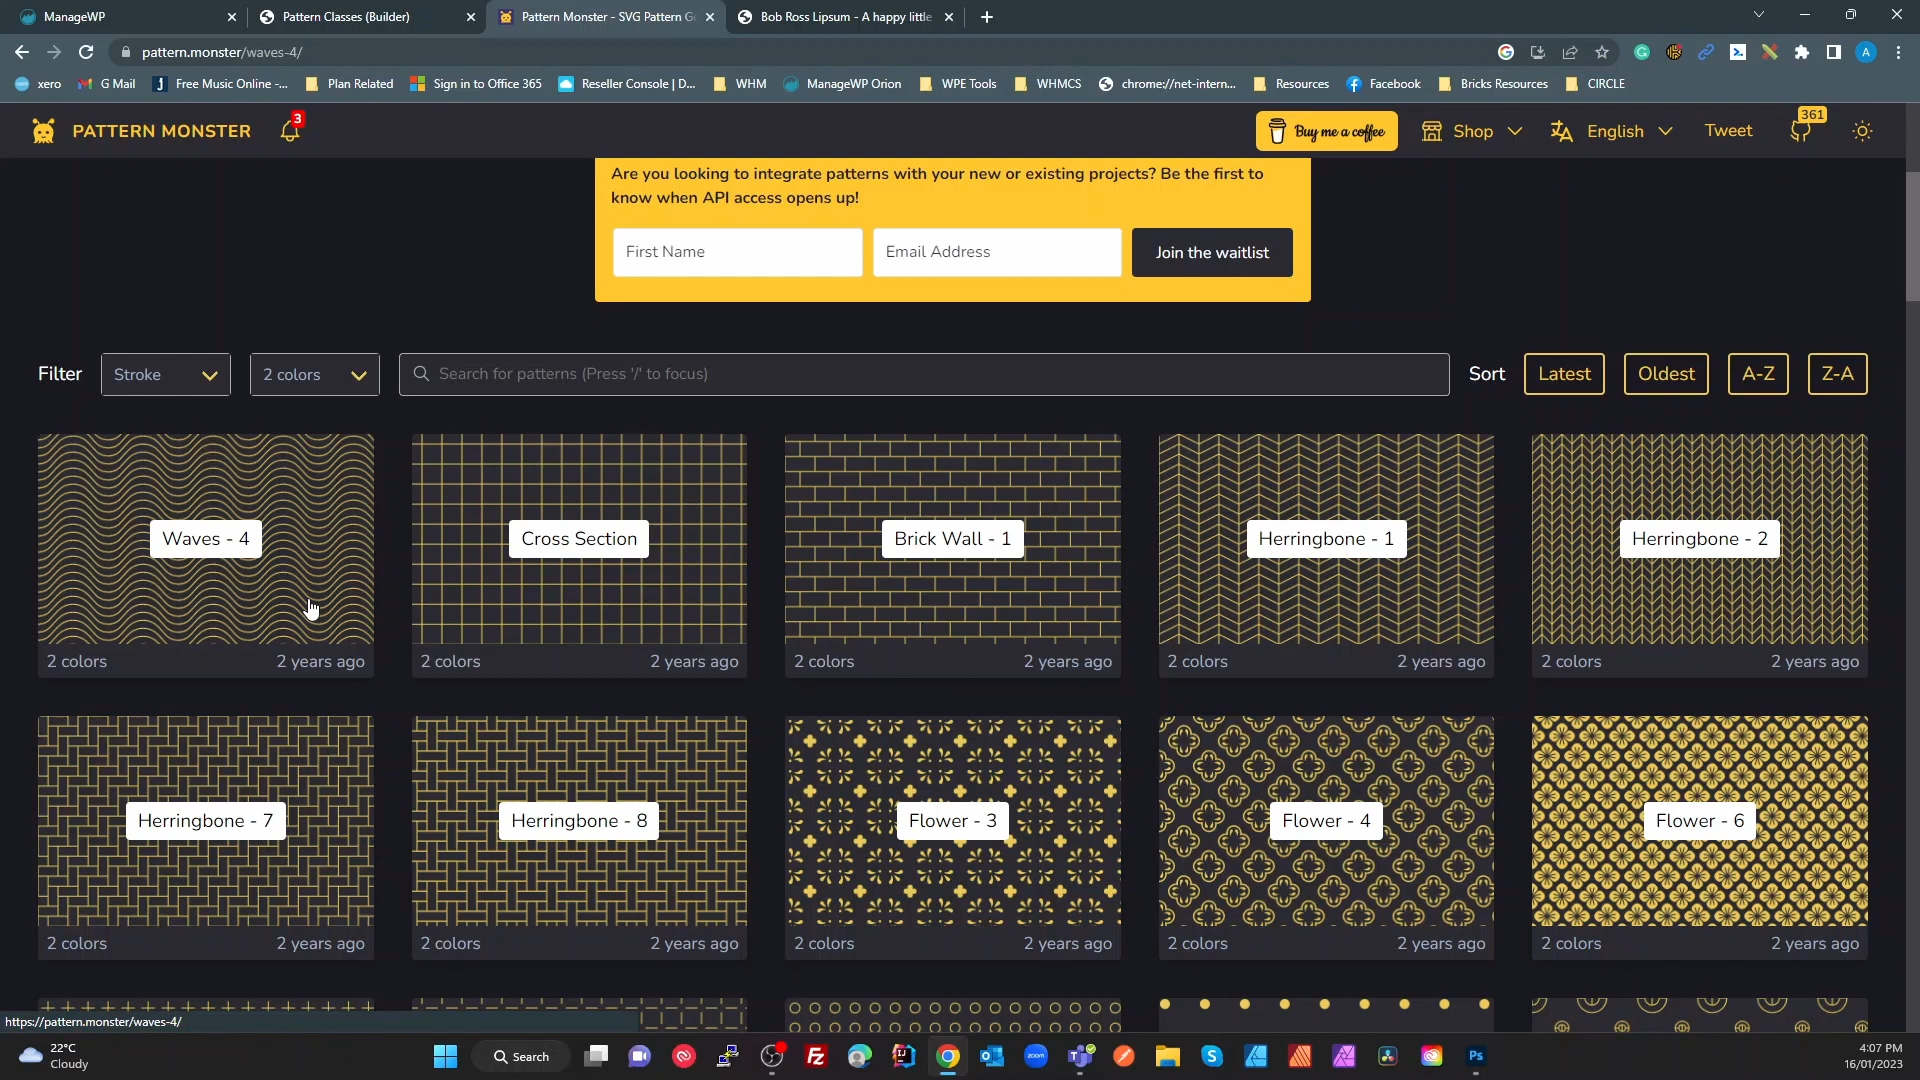 ManageWP
Pattern Classes (Builder)
Pattern Monster - SVG Pattern G
Bob Ross Lipsum - A happy little
pattern.monster/waves-4/
xero
G Mail
Free Music Online -...
Plan Related
Sign in to Office 365
Reseller Console | D...
WHM
ManageWP Orion
WPE Tools
WHMCS
chrome://net-intern...
Resources
Facebook
Bricks Resources
CIRCLE
PATTERN MONSTER
3
Buy me a coffee
Shop
English
Tweet
361
Are you looking to integrate patterns with your new or existing projects? Be the first to
know when API access opens up!
First Name
Email Address
Join the waitlist
Filter
Stroke
2 colors
Search for patterns (Press '/' to focus)
Sort
Latest
Oldest
A-Z
Z-A
Waves - 4
Cross Section
Brick Wall - 1
Herringbone - 1
Herringbone - 2
2 colors
2 years ago
2 colors
2 years ago
2 colors
2 years ago
2 colors
2 years ago
2 colors
2 years ago
Herringbone - 7
Herringbone - 8
Flower - 3
Flower - 4
Flower - 6
2 colors
2 years ago
2 colors
2 years ago
2 colors
2 years ago
2 colors
2 years ago
2 colors
2 years ago
https://pattern.monster/waves-4/
22°C
Cloudy
Search
4:07 PM
16/01/2023